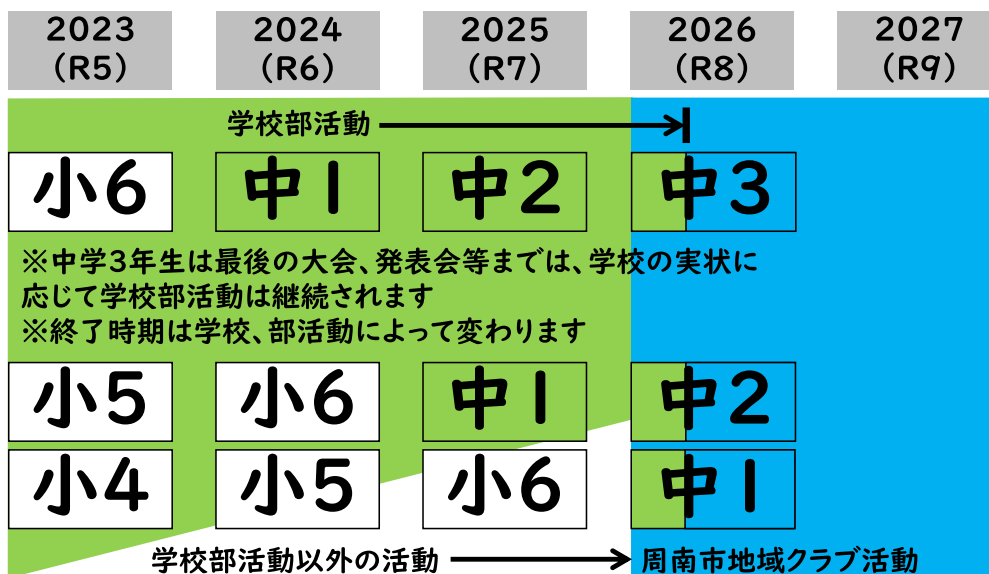 2023 2024 2025 2026 2027
(R5) (R6) (R7) (R8) (R9)
学校部活動
小6 中1 中2 中3
※中学3年生は最後の大会、発表会等までは、学校の実状に
応じて学校部活動は継続されます
※終了時期は学校、部活動によって変わります
小5 小6 中1 中2
小4 小5 小6 中1
学校部活動以外の活動 周南市地域クラブ活動